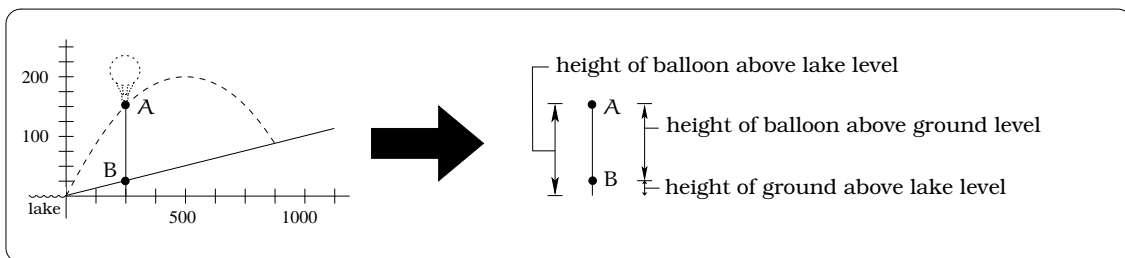 200
100
A
B
lake
500
1000
height of balloon above lake level
A
height of balloon above ground level
B
height of ground above lake level